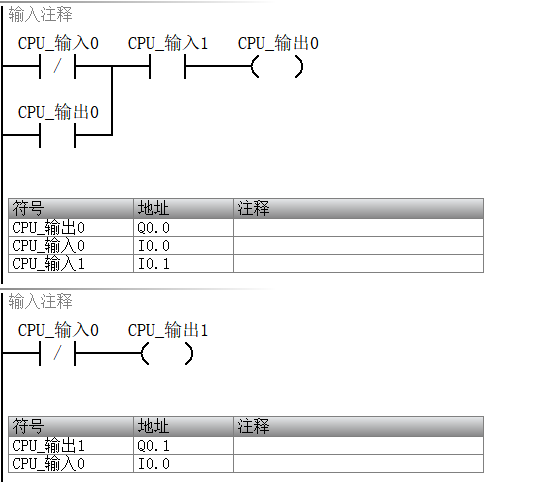 输入注释
CPU_输入0 CPU_输入1 CPU_输出0
/
CPU_输出0
符号 地址 注释
CPU_输出0 Q0.0
CPU_输入0 I0.0
CPU_输入1 I0.1
输入注释
CPU_输入0 CPU_输出1
/
符号 地址 注释
CPU_输出1 Q0.1
CPU_输入0 I0.0